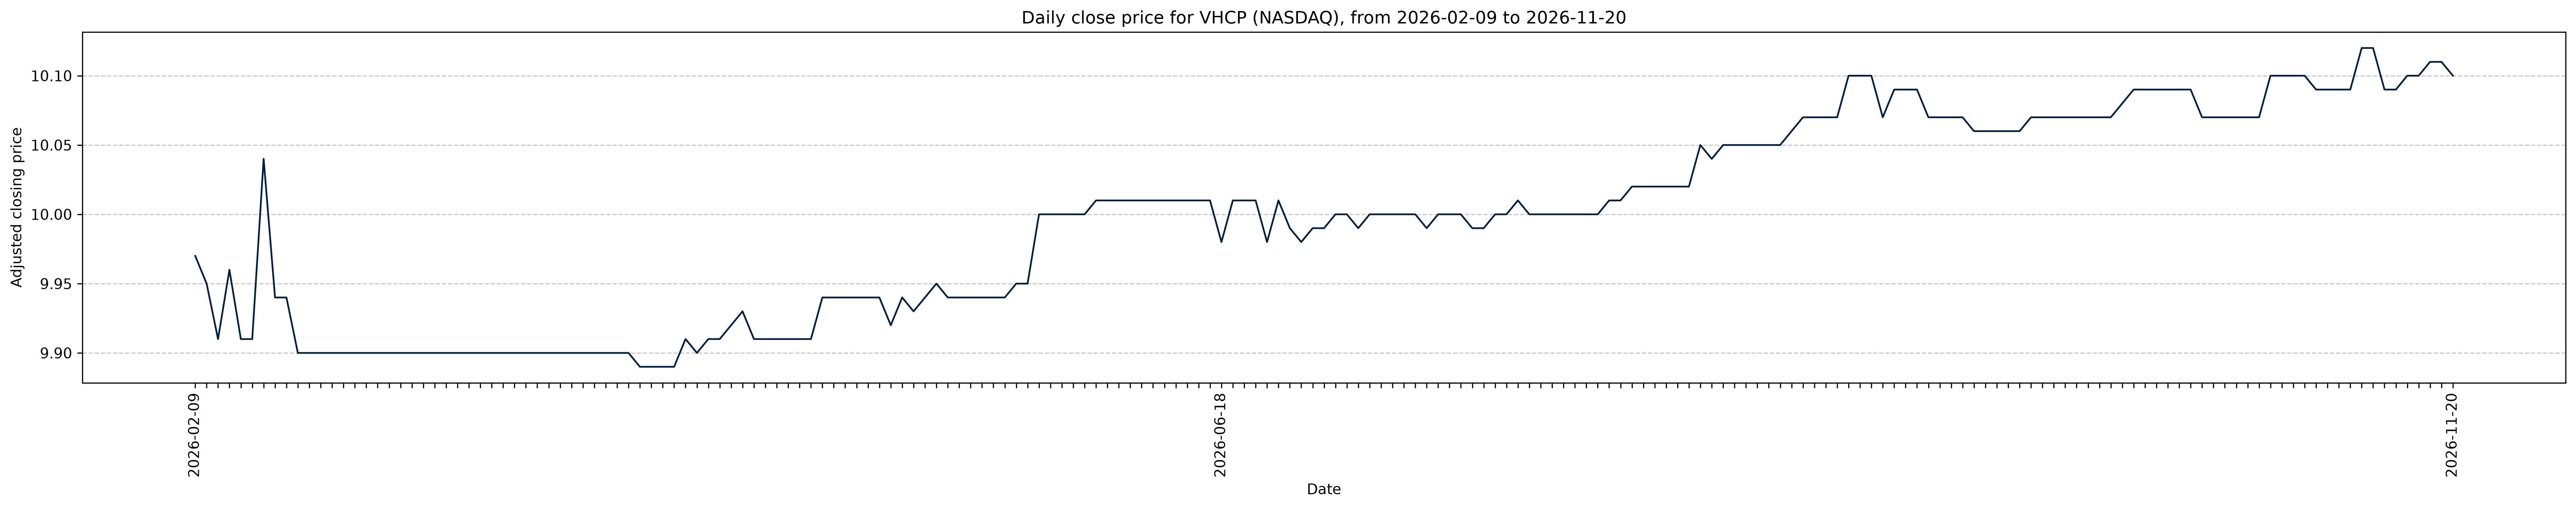 Daily close price for VHCP (NASDAQ), from 2026-02-09 to 2026-11-20
Adjusted closing price
10.10
10.05
10.00
9.95
9.90
2026-02-09
2026-06-18
2026-11-20
Date